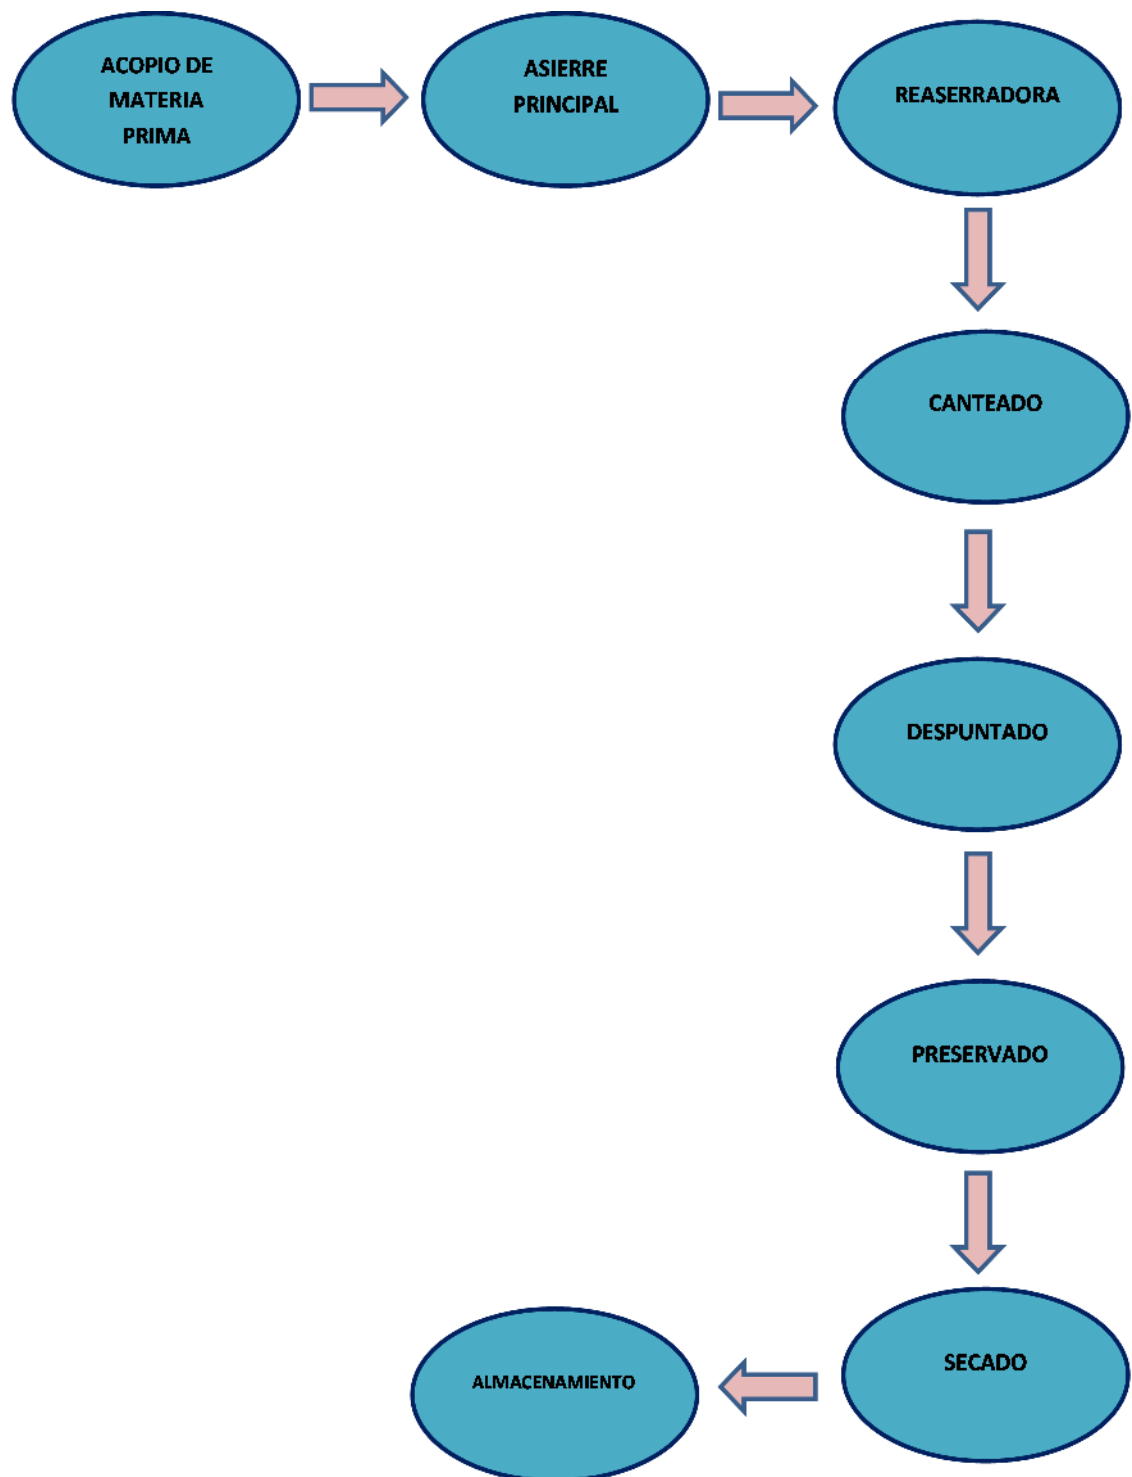 ACOPIO DE
MATERIA
PRIMA
ASIERRE
PRINCIPAL
REASERRADORA
CANTEADO
DESPUNTADO
PRESERVADO
SECADO
ALMACENAMIENTO